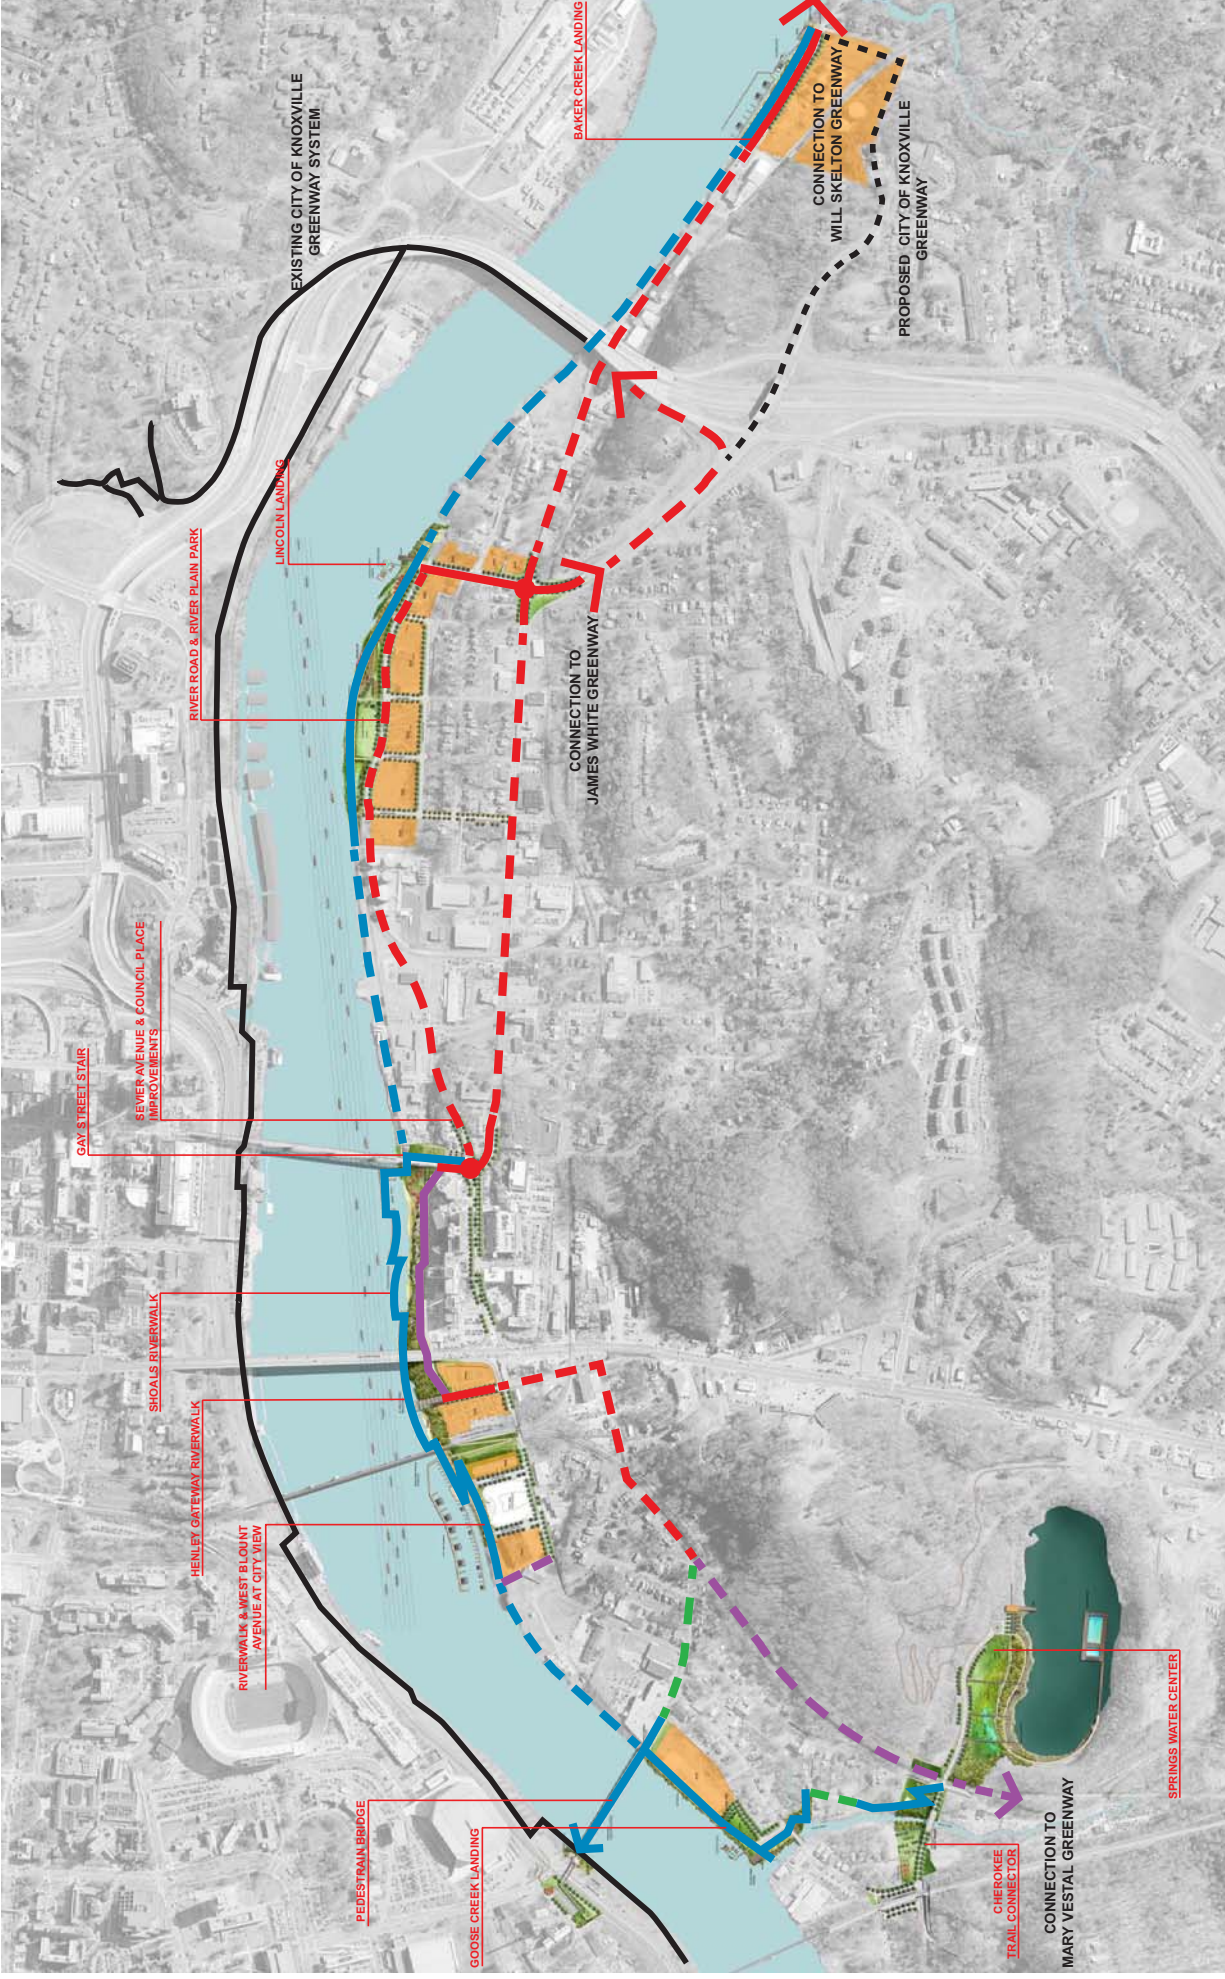 GOOSE CREEK LANDING
PEDESTRAIN BRIDGE
RIVERWALK & WEST BLOUNT
AVENUE AT CITY VIEW
HENLEY GATEWAY RIVERWALK
SHOALS RIVERWALK
GAY STREET STAIR
SEVIER AVENUE & COUNCIL PLACE
IMPROVEMENTS
RIVER ROAD & RIVER PLAIN PARK
LINCOLN LANDING
EXISTING CITY OF KNOXVILLE
GREENWAY SYSTEM
BAKER CREEK LANDING
CONNECTION TO
WILL SKELTON GREENWAY
PROPOSED CITY OF KNOXVILLE
GREENWAY
CONNECTION TO
JAMES WHITE GREENWAY
CHEROKEE
TRAIL CONNECTOR
CONNECTION TO
MARY VESTAL GREENWAY
SPRINGS WATER CENTER